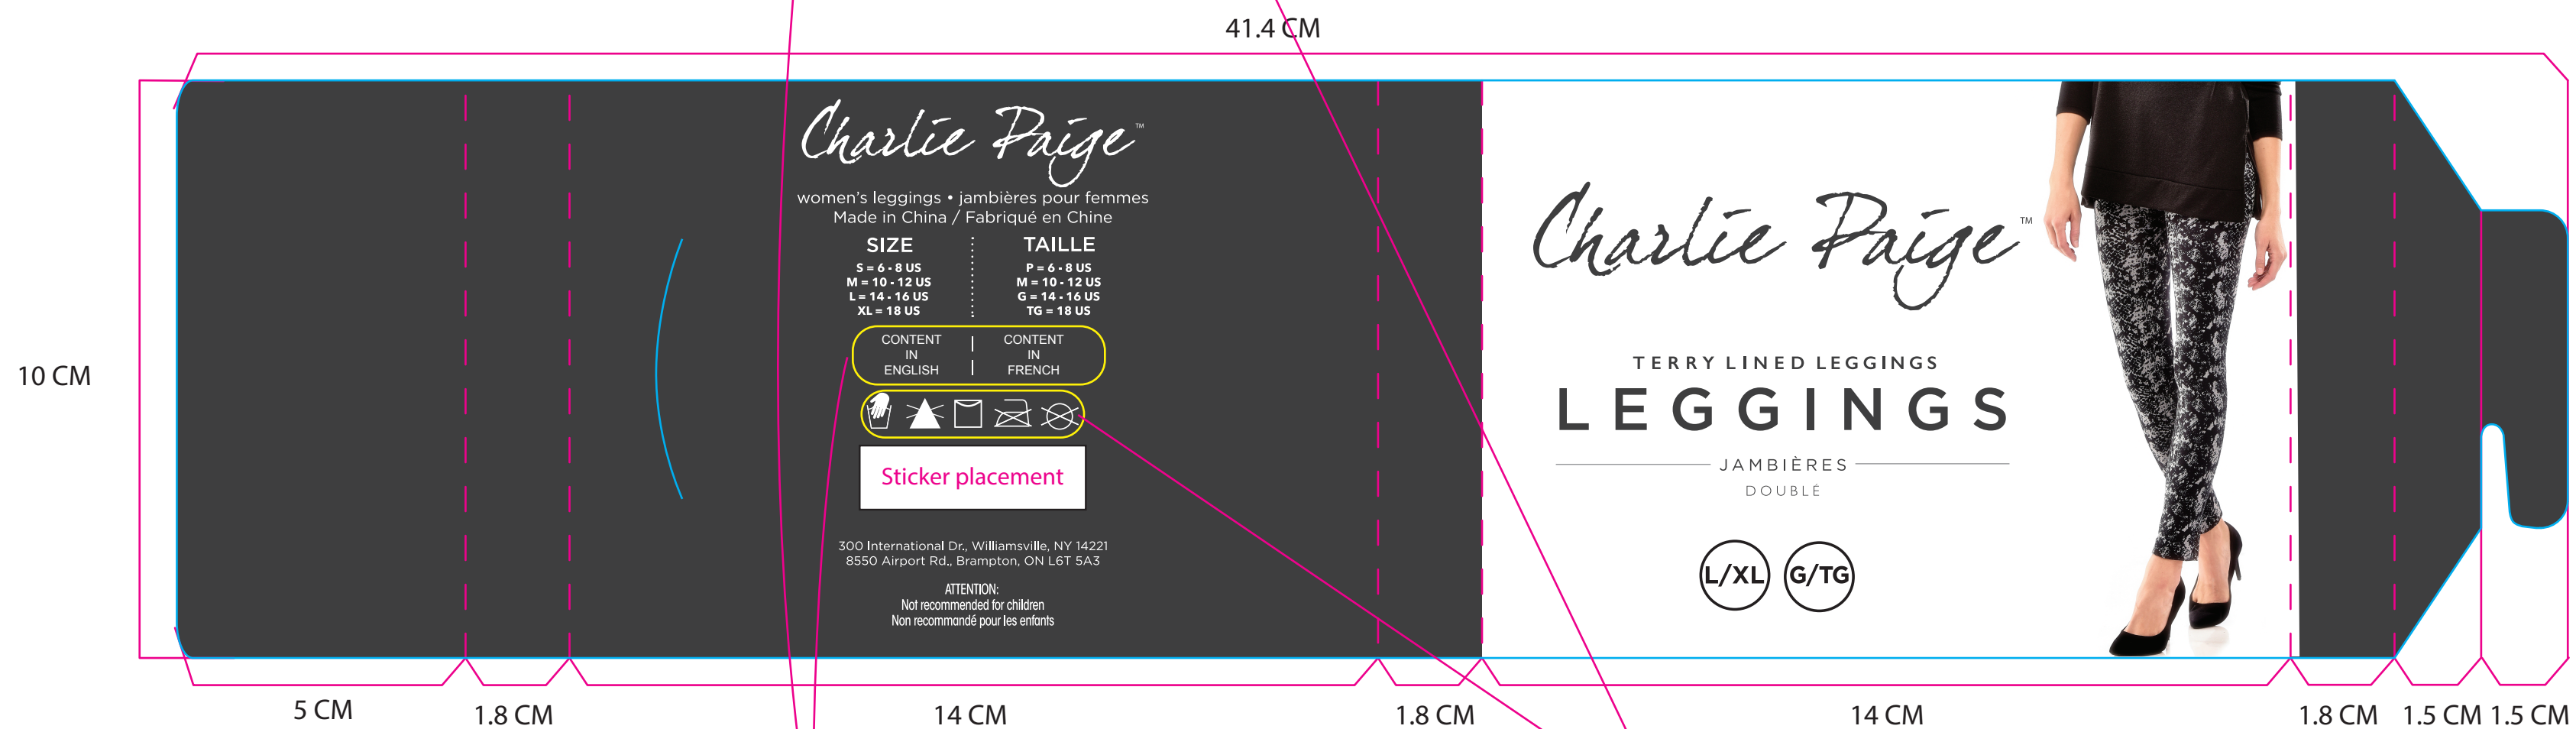 41.4 CM
10 CM
Charlie Paige™
women's leggings • jambières pour femmes
Made in China / Fabriqué en Chine
SIZE
S = 6 - 8 US
M = 10 - 12 US
L = 14 - 16 US
XL = 18 US
TAILLE
P = 6 - 8 US
M = 10 - 12 US
G = 14 - 16 US
TG = 18 US
CONTENT
IN
ENGLISH
CONTENT
IN
FRENCH
Sticker placement
300 International Dr., Williamsville, NY 14221
8550 Airport Rd., Brampton, ON L6T 5A3
ATTENTION:
Not recommended for children
Non recommandé pour les enfants
Charlie Paige™
TERRY LINED LEGGINGS
LEGGINGS
JAMBIÈRES
DOUBLÉ
L/XL G/TG
5 CM 1.8 CM 14 CM 1.8 CM 14 CM 1.8 CM 1.5 CM 1.5 CM